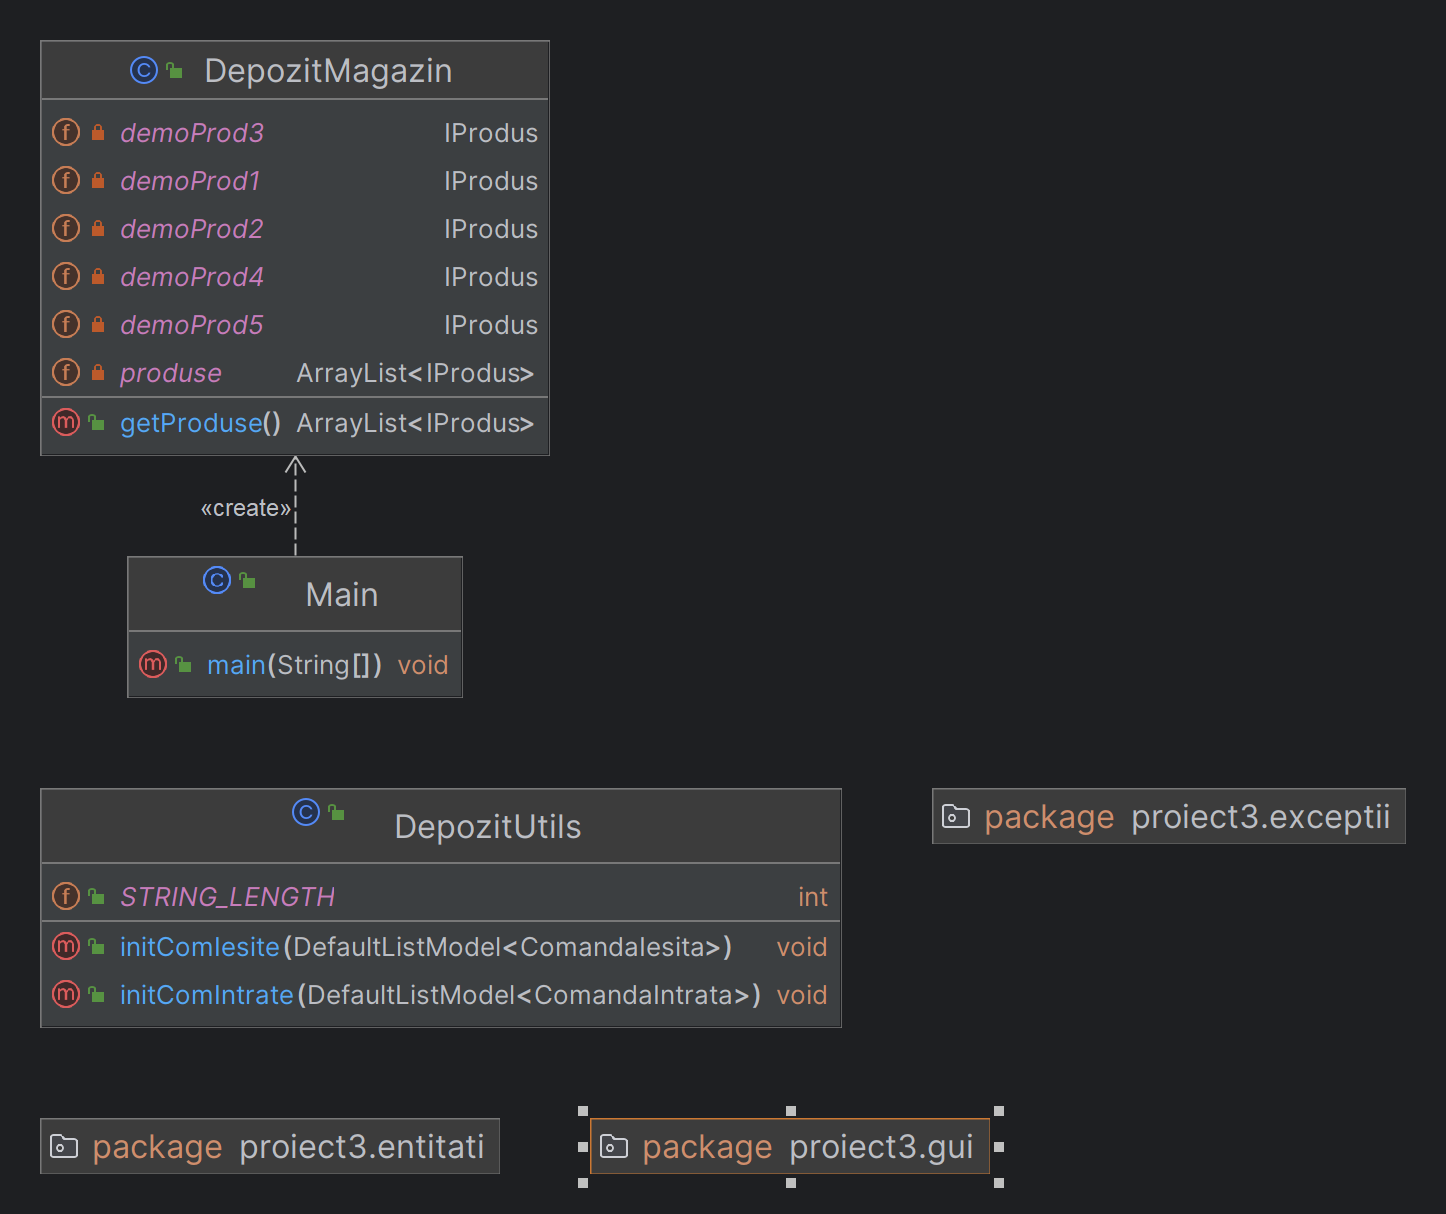 DepozitMagazin
demoProd3 IProdus
demoProd1 IProdus
demoProd2 IProdus
demoProd4 IProdus
demoProd5 IProdus
produse ArrayList<IProdus>
getProduse() ArrayList<IProdus>
«create»
Main
main(String[]) void
DepozitUtils
STRING_LENGTH int
initComIesite(DefaultListModel<ComandaIesita>) void
initComIntrate(DefaultListModel<ComandaIntrata>) void
package proiect3.exceptii
package proiect3.entitati
package proiect3.gui